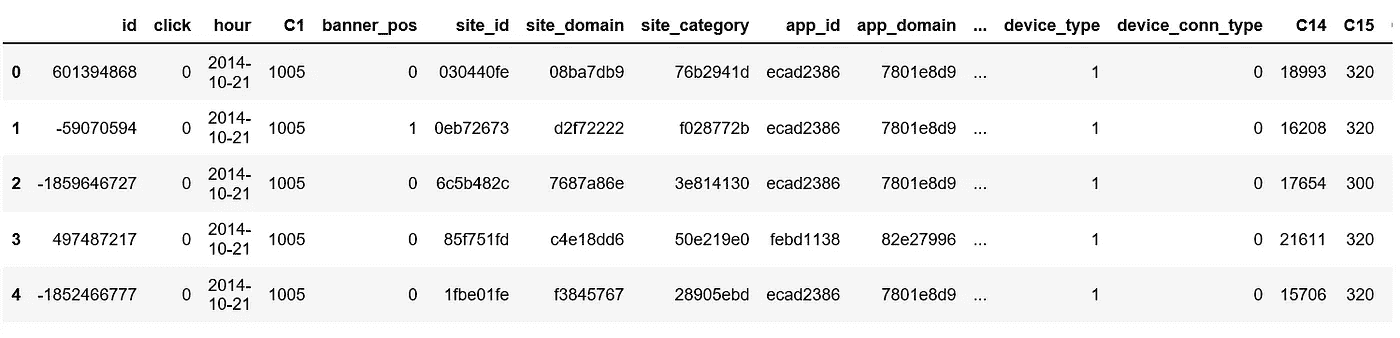 id click hour C1 banner_pos site_id site_domain site_category app_id app_domain ... device_type device_conn_type C14 C15
0 601394868 0 2014-10-21 1005 0 030440fe 08ba7db9 76b2941d ecad2386 7801e8d9 ... 1 0 18993 320
1 -59070594 0 2014-10-21 1005 1 0eb72673 d2f72222 f028772b ecad2386 7801e8d9 ... 1 0 16208 320
2 -1859646727 0 2014-10-21 1005 0 6c5b482c 7687a86e 3e814130 ecad2386 7801e8d9 ... 1 0 17654 300
3 497487217 0 2014-10-21 1005 0 85f751fd c4e18dd6 50e219e0 febd1138 82e27996 ... 1 0 21611 320
4 -1852466777 0 2014-10-21 1005 0 1fbe01fe f3845767 28905ebd ecad2386 7801e8d9 ... 1 0 15706 320